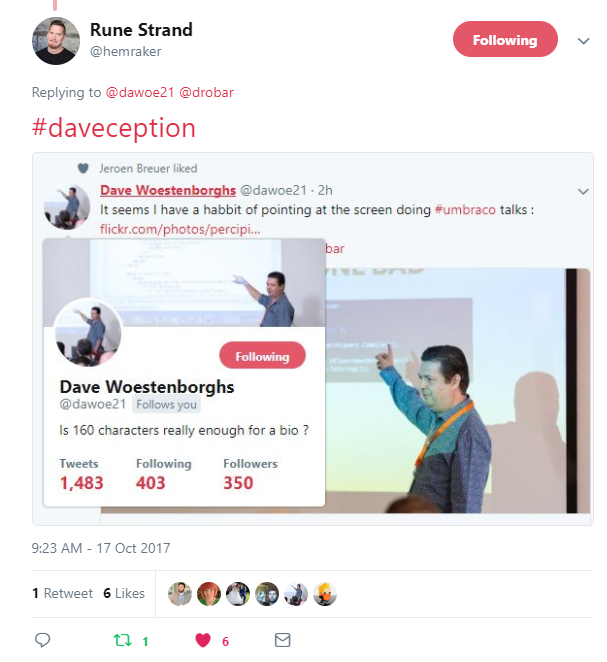 Rune Strand
@hemraker
Following
Replying to @dawoe21 @drobar
#daveception
Jeroen Breuer liked
Dave Woestenborghs @dawoe21 · 2h
It seems I have a habbit of pointing at the screen doing #umbraco talks :
flickr.com/photos/percipi...
bar
Following
Dave Woestenborghs
@dawoe21 Follows you
Is 160 characters really enough for a bio ?
Tweets Following Followers
1,483 403 350
9:23 AM - 17 Oct 2017
1 Retweet 6 Likes
1 6